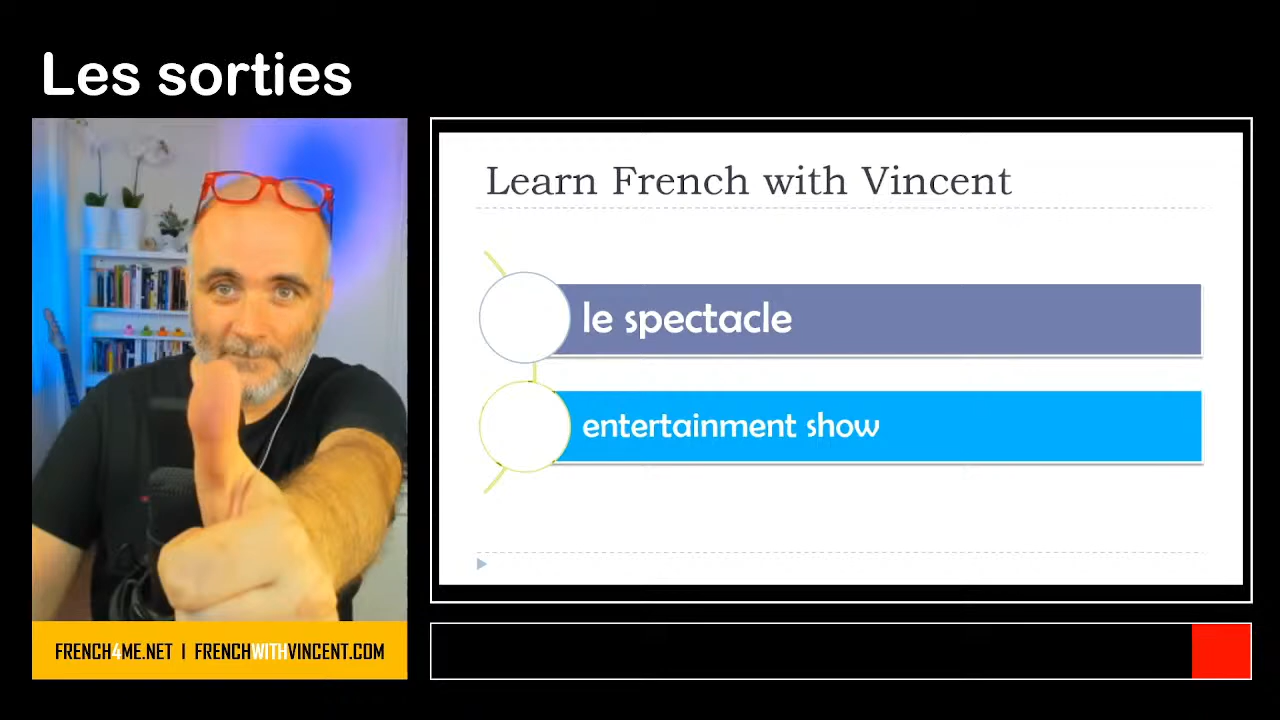 Les sorties
Learn French with Vincent
le spectacle
entertainment show
FRENCH4ME.NET | FRENCHWITHVINCENT.COM